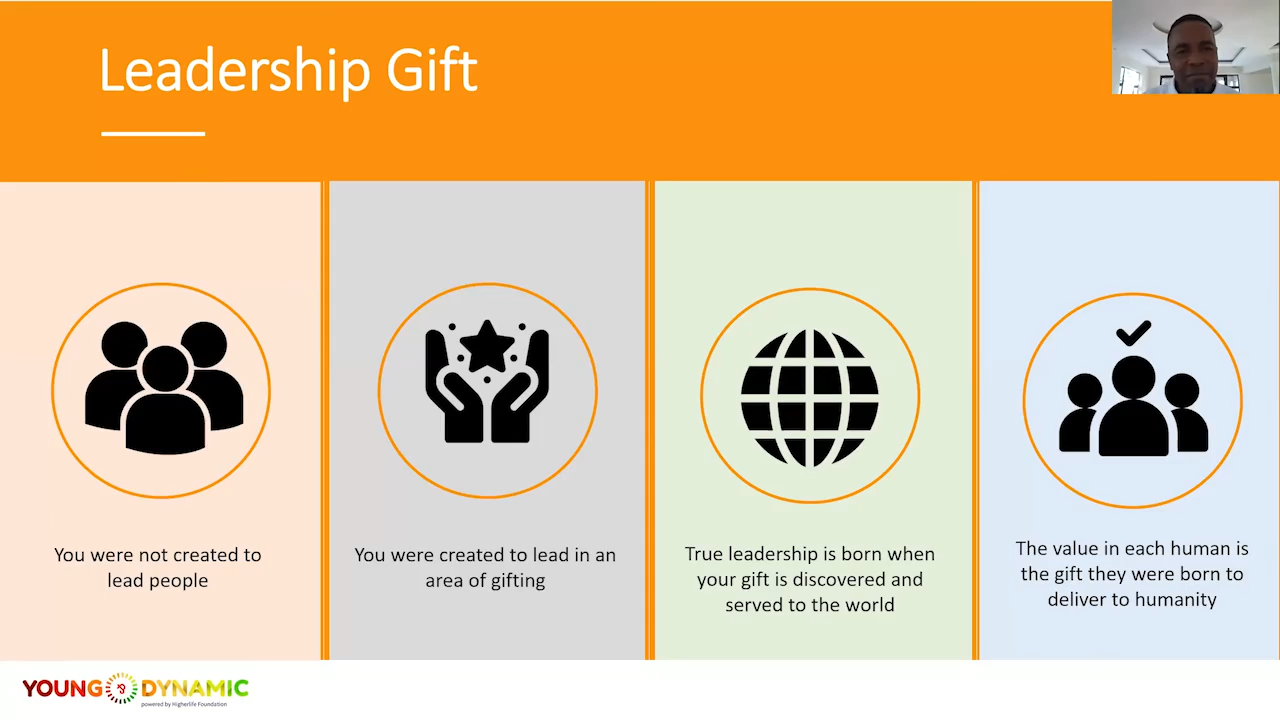 Leadership Gift
You were not created to
lead people
You were created to lead in an
area of gifting
True leadership is born when
your gift is discovered and
served to the world
The value in each human is
the gift they were born to
deliver to humanity
YOUNG DYNAMIC
powered by Higherlife Foundation